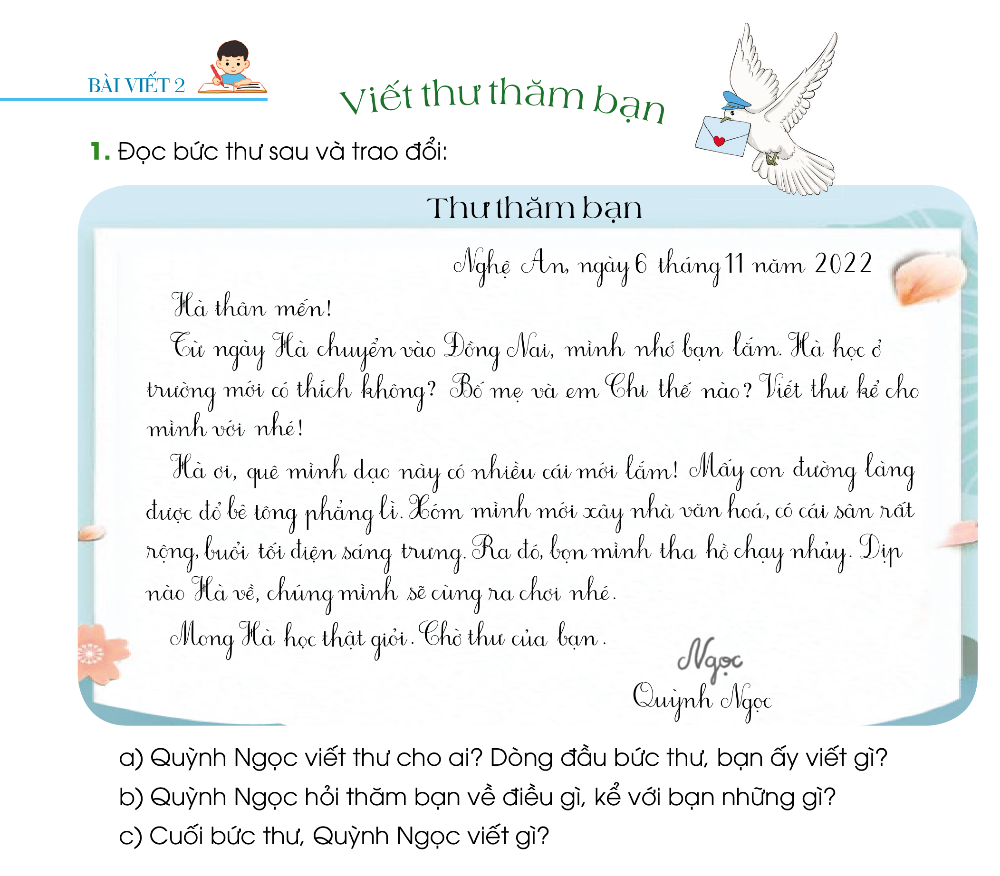 BÀI VIẾT 2
Viết thư thăm bạn
1. Đọc bức thư sau và trao đổi:
Thư thăm bạn
Nghệ An, ngày 6 tháng 11 năm 2022
Hà thân mến!
Từ ngày Hà chuyển vào Đồng Nai, mình nhớ bạn lắm. Hà học ở
trường mới có thích không? Bố mẹ và em Chi thế nào? Viết thư kể cho
mình với nhé!
Hà ơi, quê mình dạo này có nhiều cái mới lắm! Mấy con đường làng
được đổ bê tông phẳng lì. Xóm mình mới xây nhà văn hoá, có cái sân rất
rộng, buổi tối điện sáng trưng. Ra đó, bọn mình tha hồ chạy nhảy. Dịp
nào Hà về, chúng mình sẽ cùng ra chơi nhé.
Mong Hà học thật giỏi. Chờ thư của bạn.
Ngọc
Quỳnh Ngọc
a) Quỳnh Ngọc viết thư cho ai? Dòng đầu bức thư, bạn ấy viết gì?
b) Quỳnh Ngọc hỏi thăm bạn về điều gì, kể với bạn những gì?
c) Cuối bức thư, Quỳnh Ngọc viết gì?